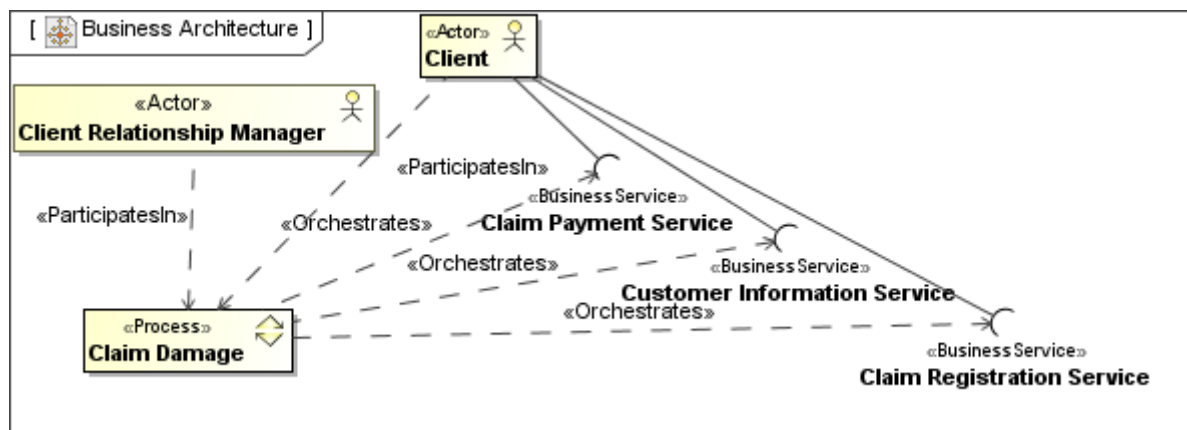 [ Business Architecture ]
«Actor»
Client
«Actor»
Client Relationship Manager
«ParticipatesIn»
«BusinessService»
Claim Payment Service
«ParticipatesIn»
«Orchestrates»
«Orchestrates»
«BusinessService»
Customer Information Service
«Orchestrates»
«Process»
Claim Damage
«BusinessService»
Claim Registration Service